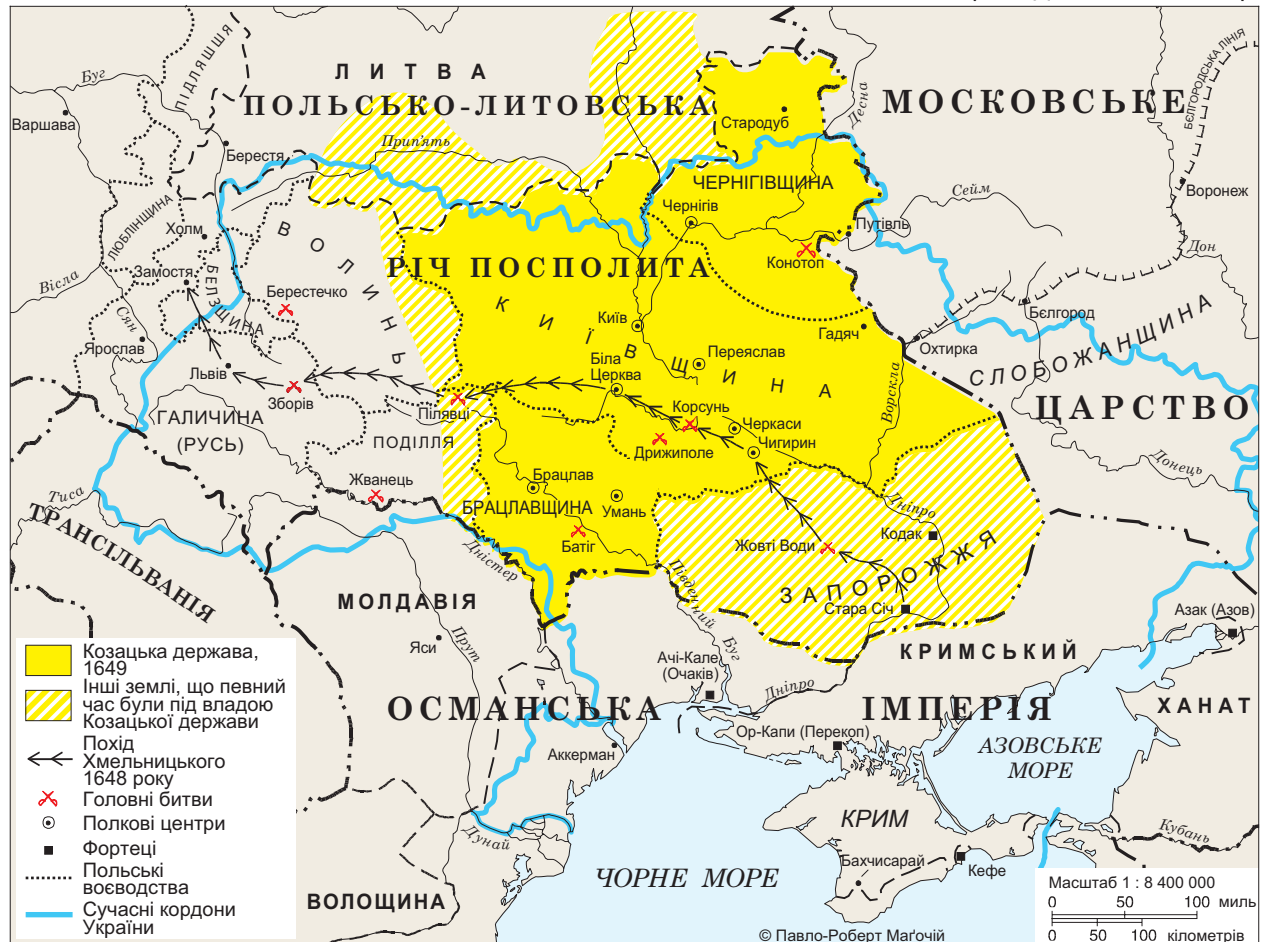 ЛИТВА
ПОЛЬСЬКО-ЛИТОВСЬКА
МОСКОВСЬКЕ
БЄЛГОРОДСЬКА ЛІНІЯ
ПІДЛЯШШЯ
Буг
Варшава
Берестя
Прип'ять
Стародуб
Десна
ЧЕРНІГІВЩИНА
Чернігів
Сейм
Воронеж
Путивль
Конотоп
Дон
ЛЮБЛІНЩИНА
Холм
ВОЛИНЬ
РІЧ ПОСПОЛИТА
Вісла
Замостя
БЕЛЗЩИНА
Берестечко
КИЇВЩИНА
Київ
Гадяч
Бєлгород
Охтирка
СЛОБОЖАНЩИНА
Сян
Ярослав
Львів
Зборів
Біла
Церква
Переяслав
Ворскла
ЦАРСТВО
Пілявці
Корсунь
Черкаси
Чигирин
Дрижиполе
ГАЛИЧИНА
(РУСЬ)
ПОДІЛЛЯ
Донець
Жванець
Брацлав
БРАЦЛАВЩИНА
Умань
Батіг
Тиса
ТРАНСІЛЬВАНІЯ
Дністер
Дніпро
Кодак
Жовті Води
ЗАПОРОЖЖЯ
Стара Січ
МОЛДАВІЯ
Південний
Буг
Яси
Прут
Азак (Азов)
КРИМСЬКИЙ
ХАНАТ
Ачі-Кале
(Очаків)
Дніпро
ОСМАНСЬКА
ІМПЕРІЯ
Ор-Капи (Перекоп)
Аккерман
АЗОВСЬКЕ
МОРЕ
КРИМ
Кубань
Дунай
Бахчисарай
Кефе
ВОЛОЩИНА
ЧОРНЕ МОРЕ
Козацька держава,
1649
Інші землі, що певний
час були під владою
Козацької держави
Похід
Хмельницького
1648 року
Головні битви
Полкові центри
Фортеці
Польські
воєводства
Сучасні кордони
України
Масштаб 1 : 8 400 000
0 50 100 миль
0 50 100 кілометрів
© Павло-Роберт Маґочій